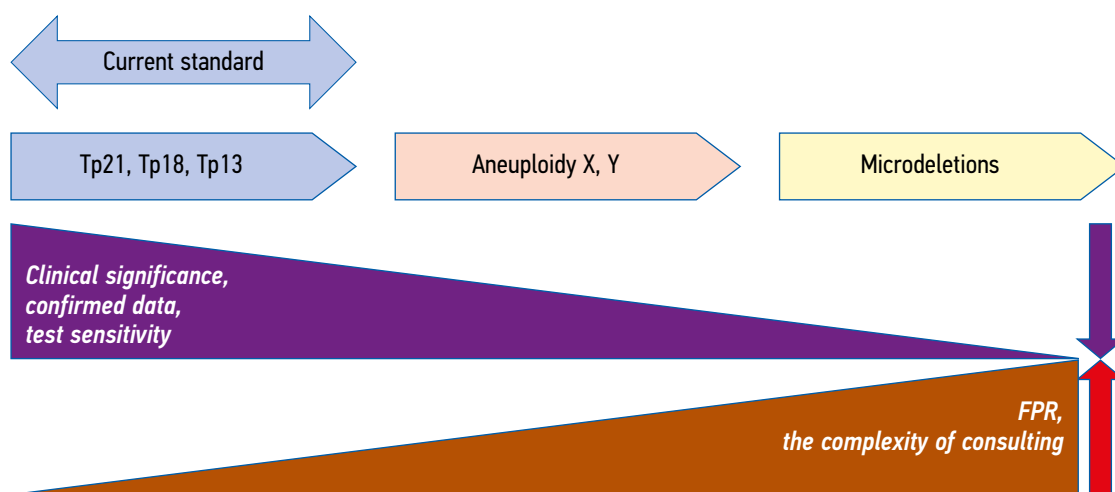 Current standard
Tp21, Tp18, Tp13
Aneuploidy X, Y
Microdeletions
Clinical significance,
confirmed data,
test sensitivity
FPR,
the complexity of consulting